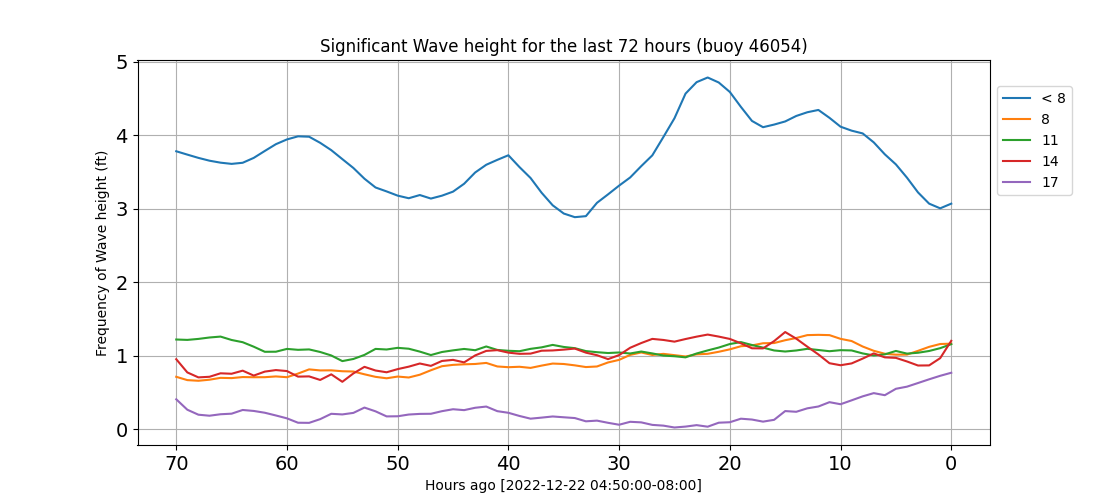 Significant Wave height for the last 72 hours (buoy 46054)
Frequency of Wave height (ft)
5
4
3
2
1
0
70 60 50 40 30 20 10 0
Hours ago [2022-12-22 04:50:00-08:00]
< 8
8
11
14
17